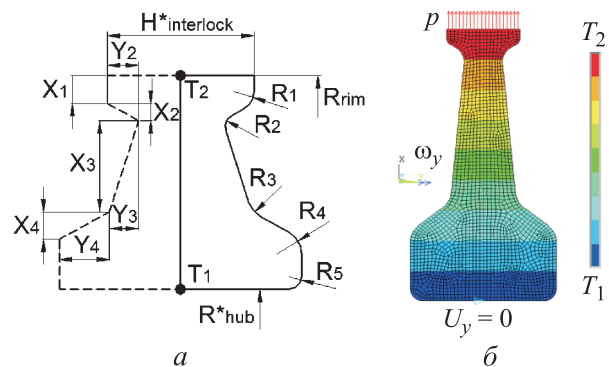 H*interlock
Y2
X1
T2
R1
Rrim
X2
R2
X3
R3
X4
Y3
Y4
R4
T1
R5
R*hub
а
p
T2
x
ωy
T1
Uy = 0
б